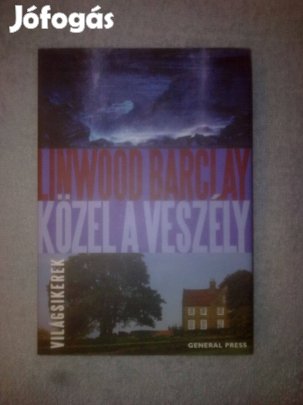 Jófogás
LINWOOD BARCLAY
KÖZEL A VESZÉLY
VILÁGSIKEREK
GENERAL PRESS